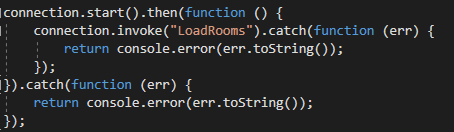 connection.start().then(function () {
    connection.invoke("LoadRooms").catch(function (err) {
        return console.error(err.toString());
    });
}).catch(function (err) {
    return console.error(err.toString());
});